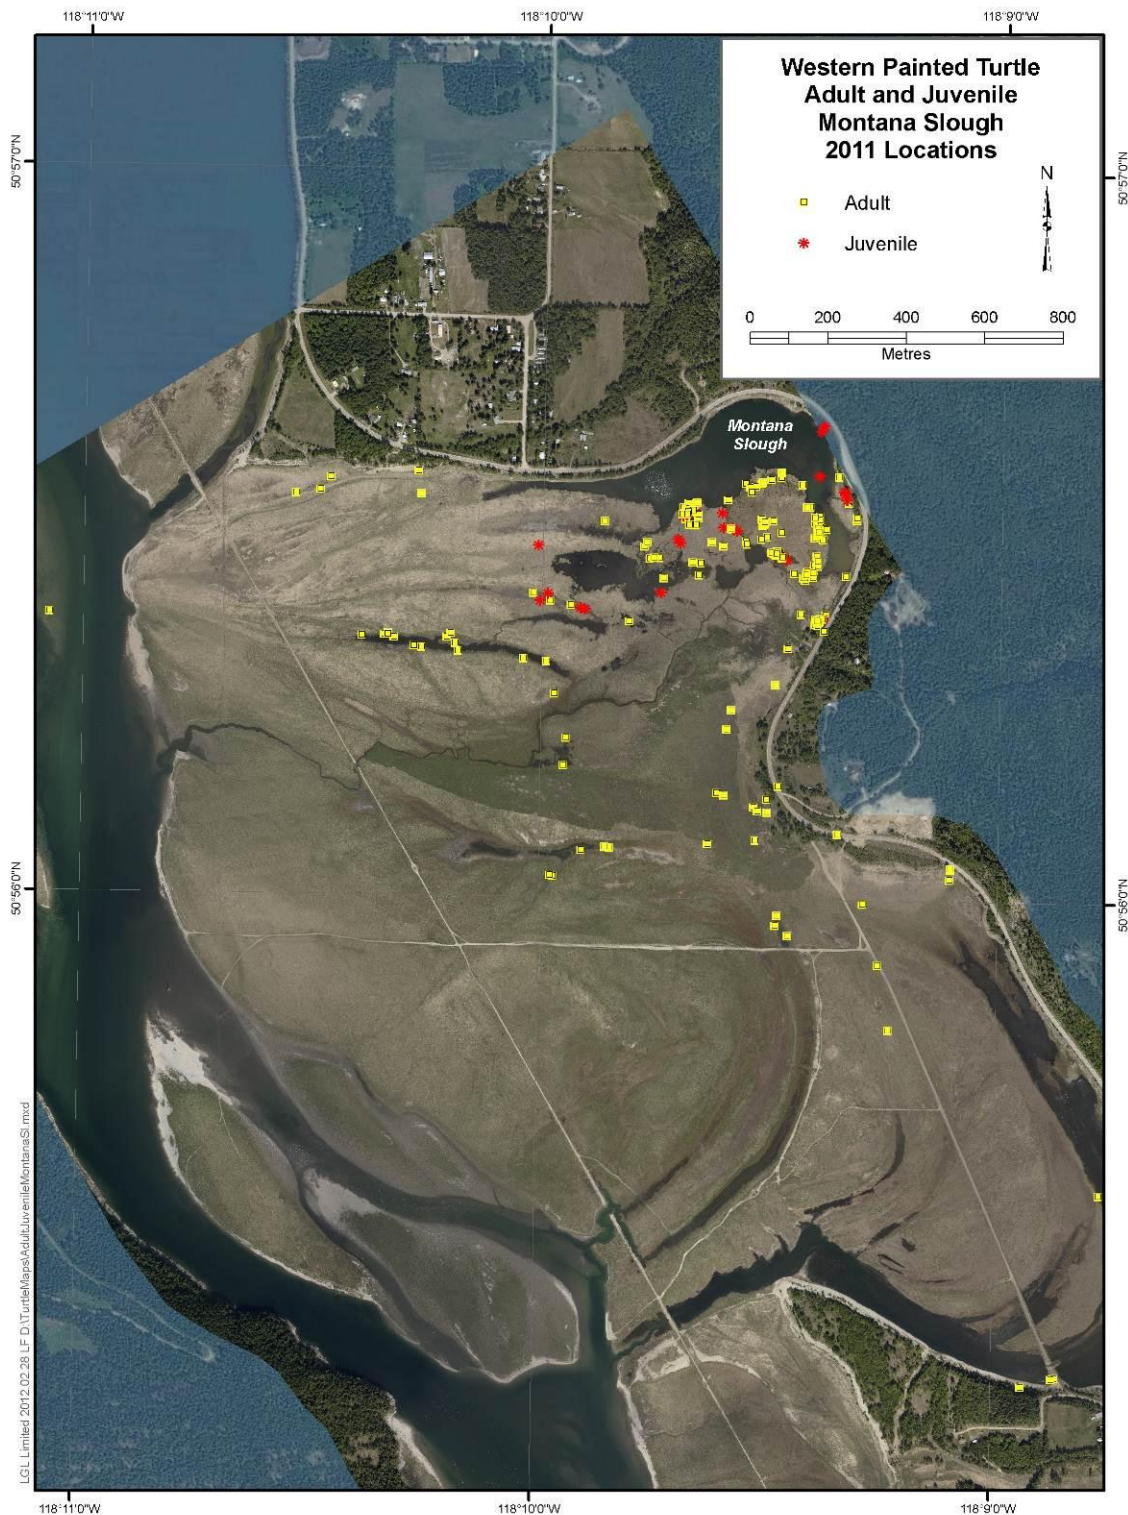 118°11'0"W
118°10'0"W
118°9'0"W
Western Painted Turtle
Adult and Juvenile
Montana Slough
2011 Locations
N
Adult
Juvenile
0 200 400 600 800
Metres
50°57'0"N
50°57'0"N
Montana
Slough
50°56'0"N
50°56'0"N
LGL Limited 2012.02.28 LF D:\TurtleMaps\AdultJuvenileMontanaSl.mxd
118°11'0"W
118°10'0"W
118°9'0"W